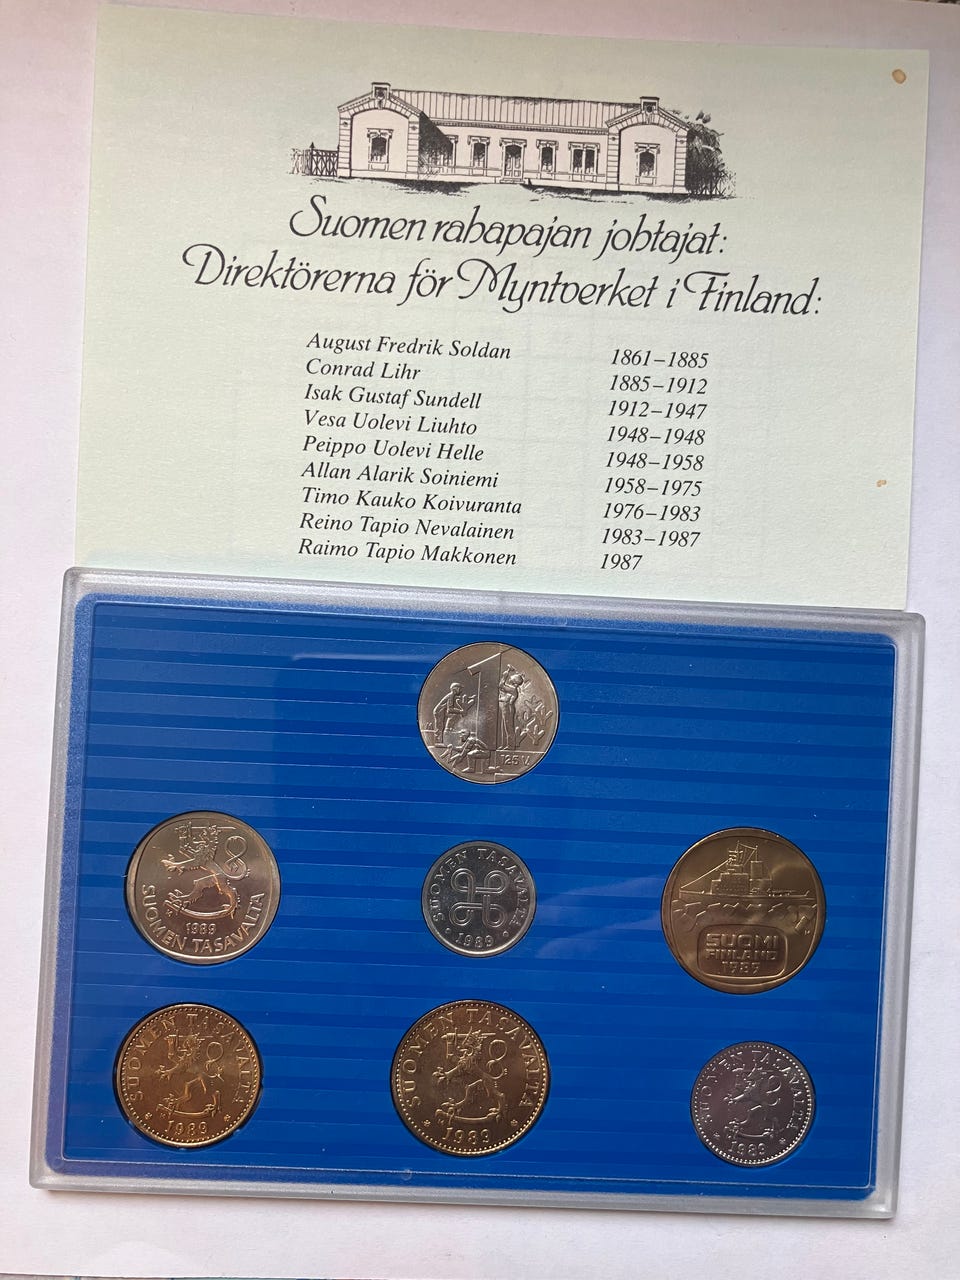 Suomen rahapajan johtajat:
Direktörerna för Myntverket i Finland:
August Fredrik Soldan 1861–1885
Conrad Lihr 1885–1912
Isak Gustaf Sundell 1912–1947
Vesa Uolevi Liuhto 1948–1948
Peippo Uolevi Helle 1948–1958
Allan Alarik Soiniemi 1958–1975
Timo Kauko Koivuranta 1976–1983
Reino Tapio Nevalainen 1983–1987
Raimo Tapio Makkonen 1987
1
125 V.
1989
SUOMEN TASAVALTA
SUOMEN TASAVALTA
• 1989 •
SUOMI
FINLAND
1989
SUOMEN TASAVALTA
1989
SUOMEN TASAVALTA
1989
SUOMEN TASAVALTA
1989